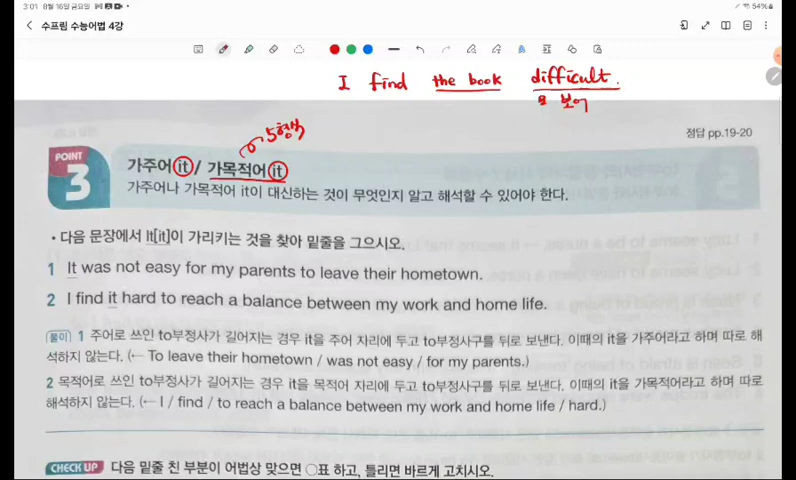 3:01 8월 16일 금요일
54%
수프림 수능어법 4강
I find the book difficult.
목 보어
5형식
정답 pp.19-20
POINT 3
가주어 it / 가목적어 it
가주어나 가목적어 it이 대신하는 것이 무엇인지 알고 해석할 수 있어야 한다.
• 다음 문장에서 It[it]이 가리키는 것을 찾아 밑줄을 그으시오.
1 It was not easy for my parents to leave their hometown.
2 I find it hard to reach a balance between my work and home life.
풀이 1 주어로 쓰인 to부정사가 길어지는 경우 it을 주어 자리에 두고 to부정사구를 뒤로 보낸다. 이때의 it을 가주어라고 하며 따로 해
석하지 않는다. (← To leave their hometown / was not easy / for my parents.)
2 목적어로 쓰인 to부정사가 길어지는 경우 it을 목적어 자리에 두고 to부정사구를 뒤로 보낸다. 이때의 it을 가목적어라고 하며 따로
해석하지 않는다. (← I / find / to reach a balance between my work and home life / hard.)
CHECK UP 다음 밑줄 친 부분이 어법상 맞으면 ○표 하고, 틀리면 바르게 고치시오.